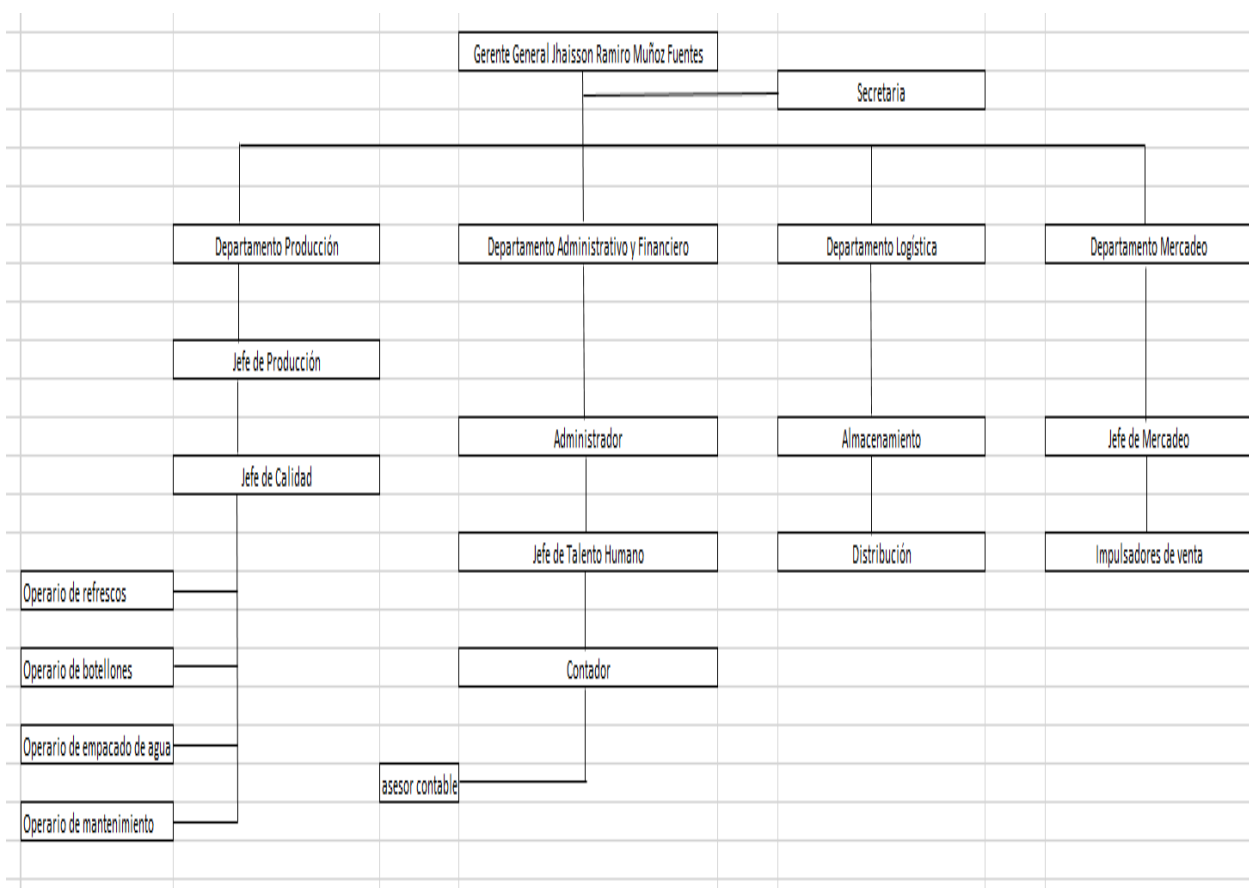 Gerente General Jhaisson Ramiro Muñoz Fuentes
Secretaria
Departamento Producción
Departamento Administrativo y Financiero
Departamento Logística
Departamento Mercadeo
Jefe de Producción
Administrador
Almacenamiento
Jefe de Mercadeo
Jefe de Calidad
Jefe de Talento Humano
Distribución
Impulsadores de venta
Operario de refrescos
Operario de botellones
Contador
Operario de empacado de agua
asesor contable
Operario de mantenimiento